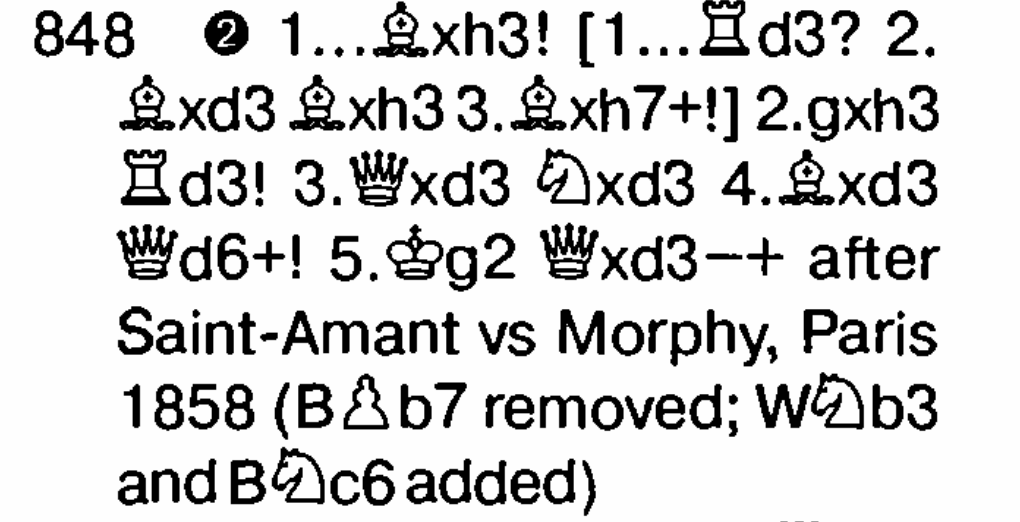 848 ❷ 1...♗xh3! [1...♖d3? 2.
♗xd3 ♗xh3 3.♗xh7+!] 2.gxh3
♖d3! 3.♕xd3 ♘xd3 4.♗xd3
♕d6+! 5.♔g2 ♕xd3−+ after
Saint-Amant vs Morphy, Paris
1858 (B♙b7 removed; W♘b3
and B♘c6 added)